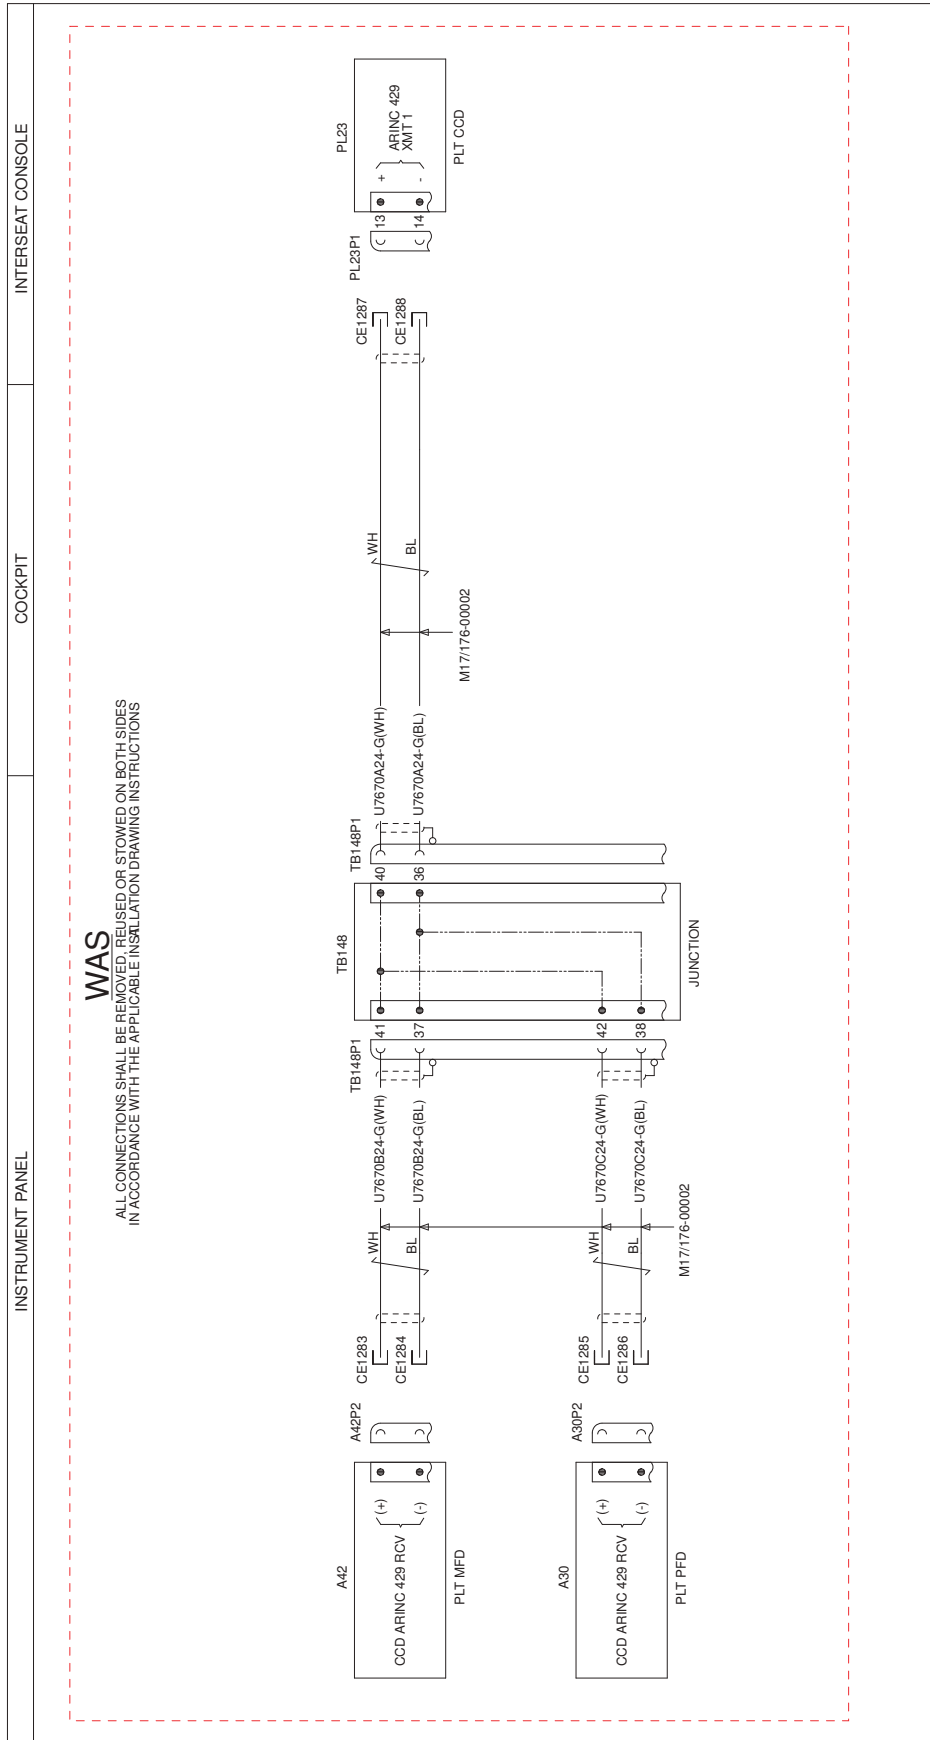 INSTRUMENT PANEL
COCKPIT
INTERSEAT CONSOLE
WAS
ALL CONNECTIONS SHALL BE REMOVED, REUSED OR STOWED ON BOTH SIDES
IN ACCORDANCE WITH THE APPLICABLE INSALLATION DRAWING INSTRUCTIONS
A42
CCD ARINC 429 RCV
(+)
(-)
PLT MFD
A42P2
CE1283
CE1284
WH
BL
U7670B24-G(WH)
U7670B24-G(BL)
TB148P1
41
37
TB148
JUNCTION
40
36
TB148P1
U7670A24-G(WH)
U7670A24-G(BL)
M17/176-00002
WH
BL
CE1287
CE1288
PL23P1
13
14
PL23
+
-
ARINC 429
XMT 1
PLT CCD
A30
CCD ARINC 429 RCV
(+)
(-)
PLT PFD
A30P2
CE1285
CE1286
WH
BL
M17/176-00002
U7670C24-G(WH)
U7670C24-G(BL)
42
38